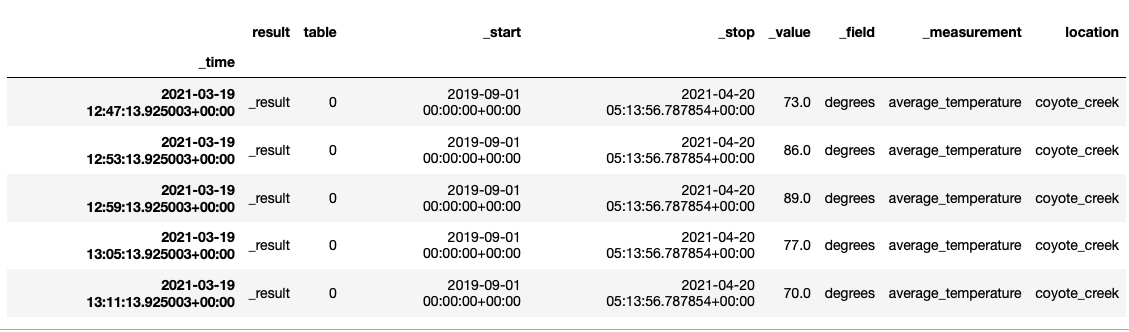 result table _start _stop _value _field _measurement location
_time
2021-03-19 12:47:13.925003+00:00 _result 0 2019-09-01 00:00:00+00:00 2021-04-20 05:13:56.787854+00:00 73.0 degrees average_temperature coyote_creek
2021-03-19 12:53:13.925003+00:00 _result 0 2019-09-01 00:00:00+00:00 2021-04-20 05:13:56.787854+00:00 86.0 degrees average_temperature coyote_creek
2021-03-19 12:59:13.925003+00:00 _result 0 2019-09-01 00:00:00+00:00 2021-04-20 05:13:56.787854+00:00 89.0 degrees average_temperature coyote_creek
2021-03-19 13:05:13.925003+00:00 _result 0 2019-09-01 00:00:00+00:00 2021-04-20 05:13:56.787854+00:00 77.0 degrees average_temperature coyote_creek
2021-03-19 13:11:13.925003+00:00 _result 0 2019-09-01 00:00:00+00:00 2021-04-20 05:13:56.787854+00:00 70.0 degrees average_temperature coyote_creek